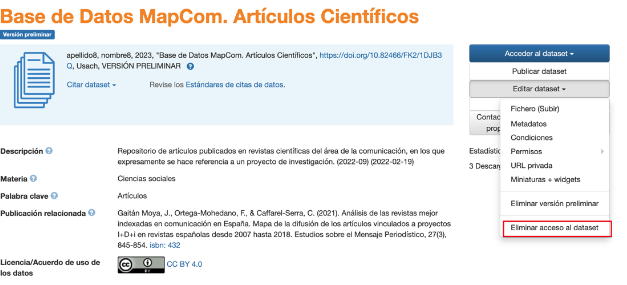 Base de Datos MapCom. Artículos Científicos
Versión preliminar
apellido8, nombre8, 2023, "Base de Datos MapCom. Artículos Científicos", https://doi.org/10.82466/FK2/1DJB3
Q, Usach, VERSIÓN PRELIMINAR
Citar dataset
Revise los Estándares de citas de datos.
Acceder al dataset
Publicar dataset
Editar dataset
Fichero (Subir)
Metadatos
Condiciones
Permisos
URL privada
Miniaturas + widgets
Eliminar versión preliminar
Eliminar acceso al dataset
Contac
prop
Estadístic
3 Descarg
Descripción
Repositorio de artículos publicados en revistas científicas del área de la comunicación, en los que
expresamente se hace referencia a un proyecto de investigación. (2022-09) (2022-02-19)
Materia
Ciencias sociales
Palabra clave
Artículos
Publicación relacionada
Gaitán Moya, J., Ortega-Mohedano, F., & Caffarel-Serra, C. (2021). Análisis de las revistas mejor
indexadas en comunicación en España. Mapa de la difusión de los artículos vinculados a proyectos
I+D+i en revistas españolas desde 2007 hasta 2018. Estudios sobre el Mensaje Periodístico, 27(3),
845-854. isbn: 432
Licencia/Acuerdo de uso de
los datos
cc
BY
CC BY 4.0